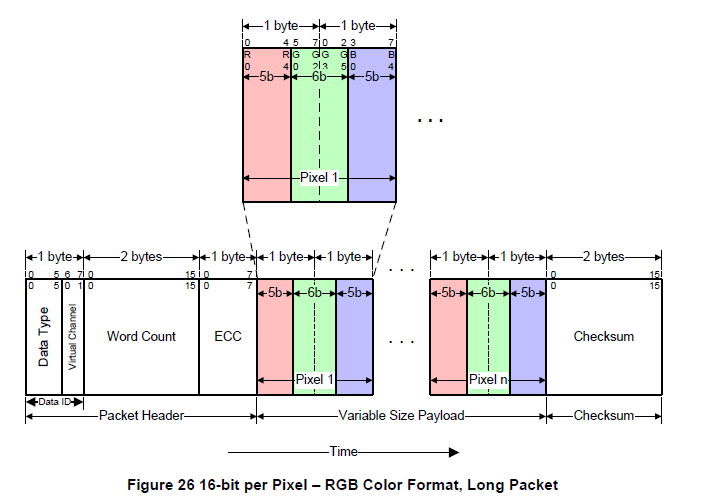 1 byte 1 byte
0 4 5 7 0 2 3 7
R R G G G G B B
0 4 0 2 3 5 0 4
5b 6b 5b
. . .
Pixel 1
1 byte 2 bytes 1 byte 1 byte 1 byte . . . 1 byte 1 byte 2 bytes
0 5 6 7 0 15 0 7 0 15
0 5 0 1 0 15 0 7 0 15
5b 6b 5b 5b 6b 5b
Data Type Virtual Channel Word Count ECC . . . Checksum
Pixel 1 Pixel n
Data ID
Packet Header Variable Size Payload Checksum
Time
Figure 26 16-bit per Pixel – RGB Color Format, Long Packet